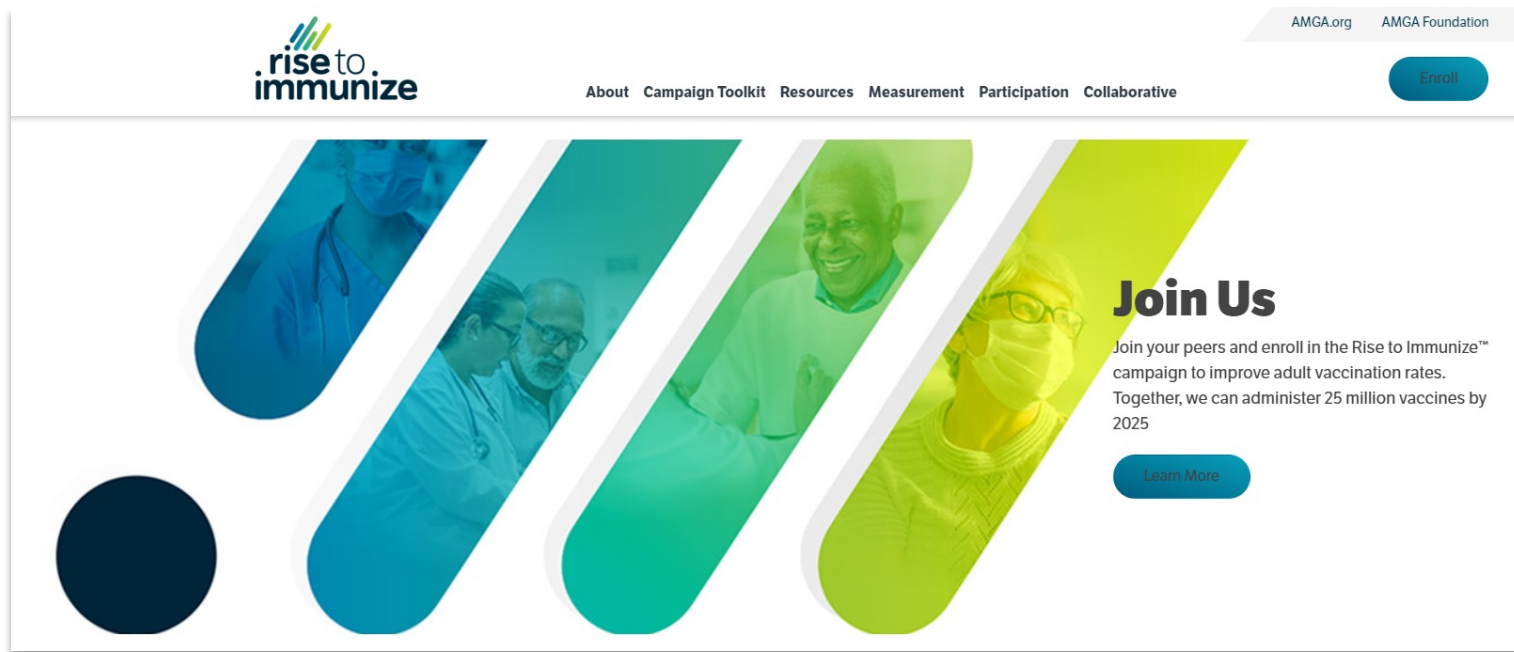 AMGA.org AMGA Foundation
rise to
immunize
About Campaign Toolkit Resources Measurement Participation Collaborative
Enroll
Join Us
Join your peers and enroll in the Rise to Immunize™
campaign to improve adult vaccination rates.
Together, we can administer 25 million vaccines by
2025
Learn More